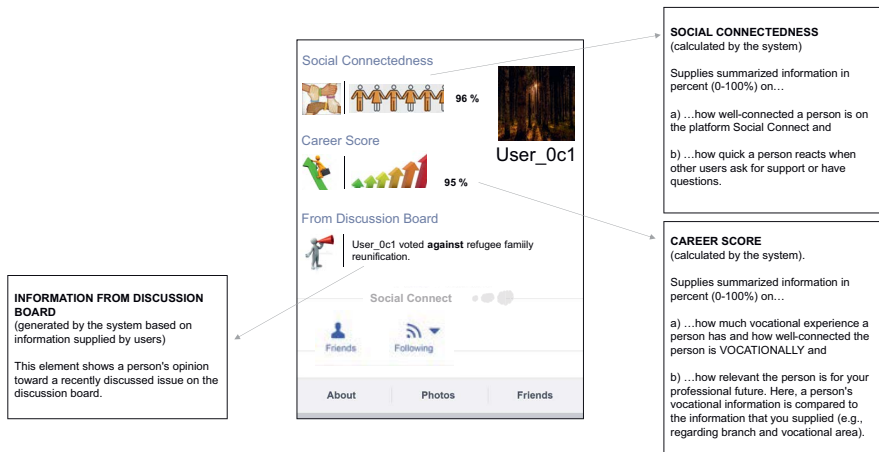 Social Connectedness
96 %
User_0c1
Career Score
95 %
From Discussion Board
User_0c1 voted against refugee famiily
reunification.
Social Connect
Friends
Following
About
Photos
Friends
INFORMATION FROM DISCUSSION
BOARD
(generated by the system based on
information supplied by users)
This element shows a person's opinion
toward a recently discussed issue on the
discussion board.
SOCIAL CONNECTEDNESS
(calculated by the system)
Supplies summarized information in
percent (0-100%) on…
a) …how well-connected a person is on
the platform Social Connect and
b) …how quick a person reacts when
other users ask for support or have
questions.
CAREER SCORE
(calculated by the system).
Supplies summarized information in
percent (0-100%) on…
a) …how much vocational experience a
person has and how well-connected the
person is VOCATIONALLY and
b) …how relevant the person is for your
professional future. Here, a person's
vocational information is compared to
the information that you supplied (e.g.,
regarding branch and vocational area).